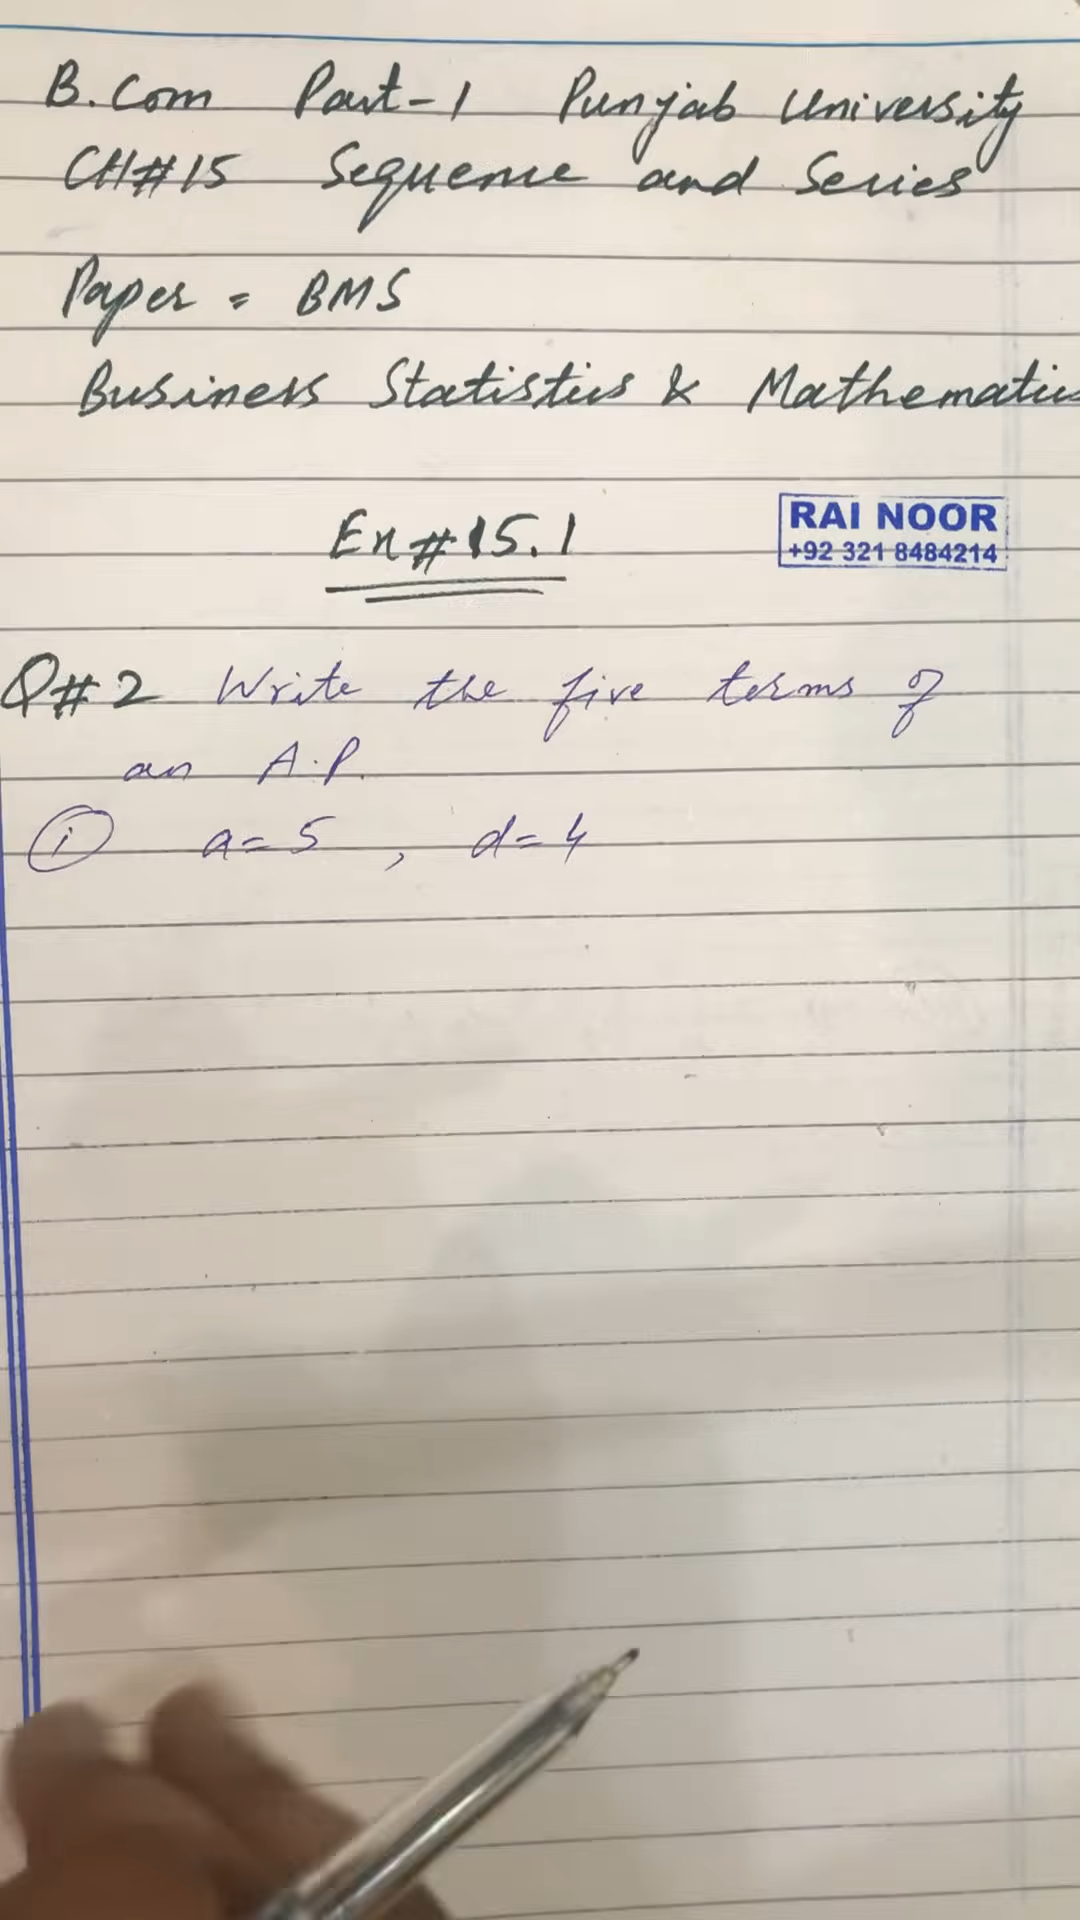 B.Com Part-1 Punjab University
CH#15 Sequence and Series
Paper = BMS
Business Statistics & Mathematics
Ex#15.1
RAI NOOR
+92 321 8484214
Q#2 Write the five terms of
an A.P.
(i) a=5 , d=4